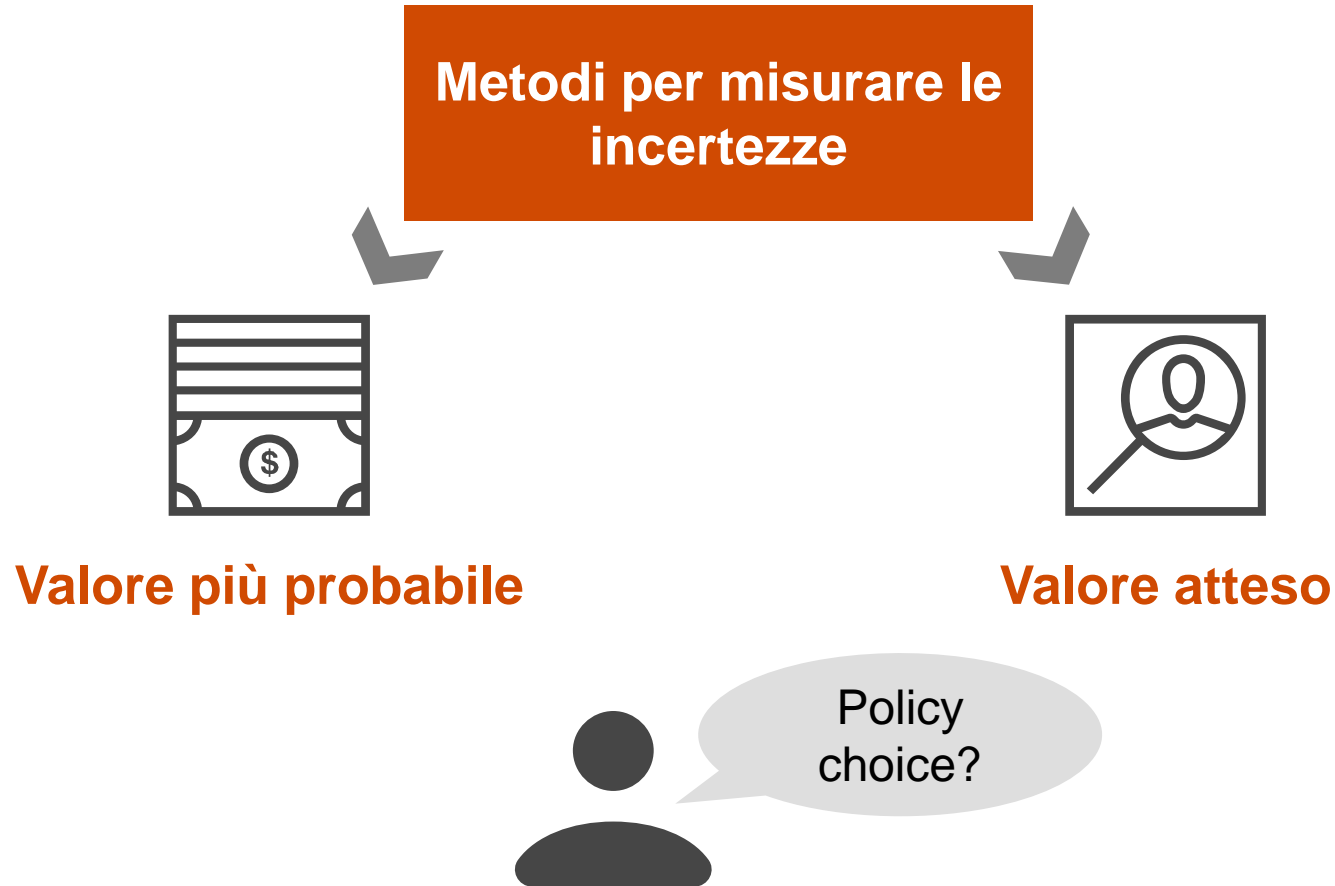 Metodi per misurare le
incertezze
$
Valore più probabile
Valore atteso
Policy
choice?